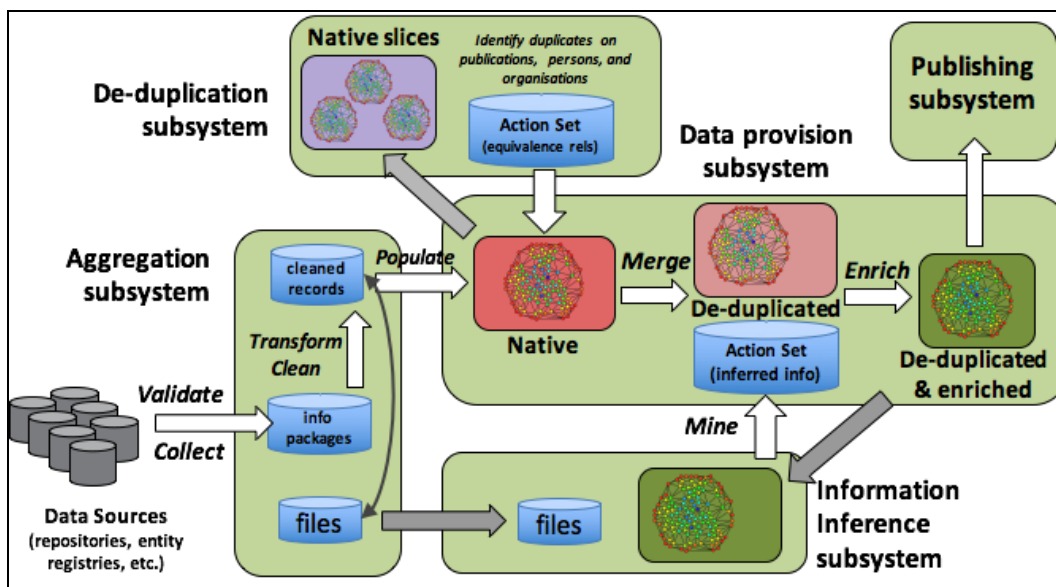 Native slices
Identify duplicates on
publications, persons, and
organisations
Action Set
(equivalence rels)
De-duplication
subsystem
Publishing
subsystem
Data provision
subsystem
Aggregation
subsystem
cleaned
records
Populate
Merge
Enrich
Native
De-duplicated
Action Set
(inferred info)
De-duplicated
& enriched
Transform
Clean
Validate
Collect
info
packages
Mine
files
files
Data Sources
(repositories, entity
registries, etc.)
Information
Inference
subsystem